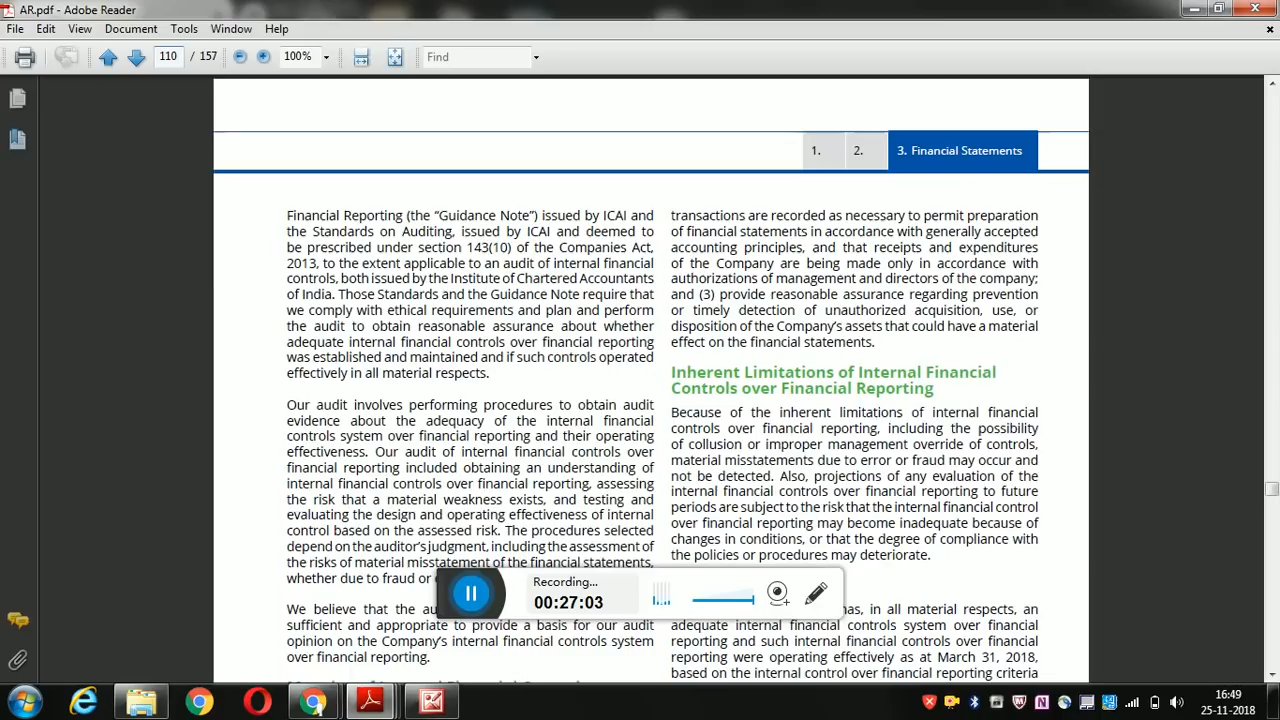 AR.pdf - Adobe Reader
File Edit View Document Tools Window Help
110 / 157 100% Find
1. 2. 3. Financial Statements
Financial Reporting (the “Guidance Note”) issued by ICAI and
the Standards on Auditing, issued by ICAI and deemed to
be prescribed under section 143(10) of the Companies Act,
2013, to the extent applicable to an audit of internal financial
controls, both issued by the Institute of Chartered Accountants
of India. Those Standards and the Guidance Note require that
we comply with ethical requirements and plan and perform
the audit to obtain reasonable assurance about whether
adequate internal financial controls over financial reporting
was established and maintained and if such controls operated
effectively in all material respects.
Our audit involves performing procedures to obtain audit
evidence about the adequacy of the internal financial
controls system over financial reporting and their operating
effectiveness. Our audit of internal financial controls over
financial reporting included obtaining an understanding of
internal financial controls over financial reporting, assessing
the risk that a material weakness exists, and testing and
evaluating the design and operating effectiveness of internal
control based on the assessed risk. The procedures selected
depend on the auditor’s judgment, including the assessment of
the risks of material misstatement of the financial statements,
whether due to fraud or
We believe that the au
sufficient and appropriate to provide a basis for our audit
opinion on the Company’s internal financial controls system
over financial reporting.
transactions are recorded as necessary to permit preparation
of financial statements in accordance with generally accepted
accounting principles, and that receipts and expenditures
of the Company are being made only in accordance with
authorizations of management and directors of the company;
and (3) provide reasonable assurance regarding prevention
or timely detection of unauthorized acquisition, use, or
disposition of the Company’s assets that could have a material
effect on the financial statements.
Inherent Limitations of Internal Financial
Controls over Financial Reporting
Because of the inherent limitations of internal financial
controls over financial reporting, including the possibility
of collusion or improper management override of controls,
material misstatements due to error or fraud may occur and
not be detected. Also, projections of any evaluation of the
internal financial controls over financial reporting to future
periods are subject to the risk that the internal financial control
over financial reporting may become inadequate because of
changes in conditions, or that the degree of compliance with
the policies or procedures may deteriorate.
has, in all material respects, an
adequate internal financial controls system over financial
reporting and such internal financial controls over financial
reporting were operating effectively as at March 31, 2018,
based on the internal control over financial reporting criteria
Recording...
00:27:03
16:49
25-11-2018